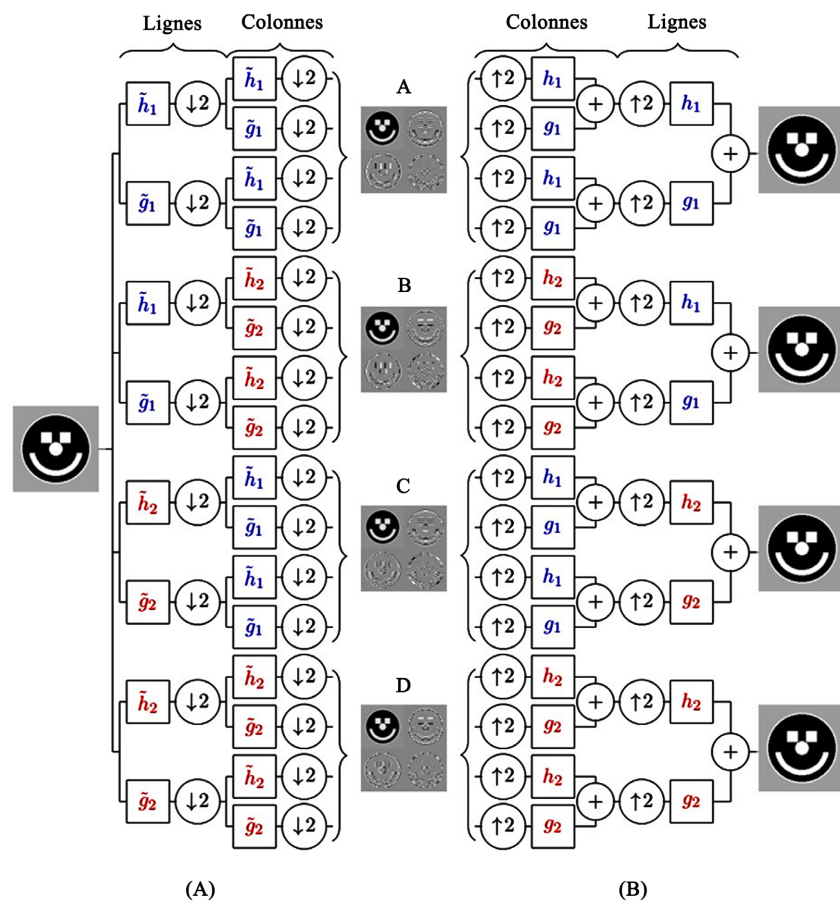 Lignes Colonnes Colonnes Lignes
h̃₁ ↓2 h̃₁ ↓2 A ↑2 h₁ + ↑2 h₁
g̃₁ ↓2 ↑2 g₁ +
g̃₁ ↓2 h̃₁ ↓2 ↑2 h₁ + ↑2 g₁
g̃₁ ↓2 ↑2 g₁
h̃₁ ↓2 h̃₂ ↓2 B ↑2 h₂ + ↑2 h₁
g̃₂ ↓2 ↑2 g₂ +
g̃₁ ↓2 h̃₂ ↓2 ↑2 h₂ + ↑2 g₁
g̃₂ ↓2 ↑2 g₂
h̃₂ ↓2 h̃₁ ↓2 C ↑2 h₁ + ↑2 h₂
g̃₁ ↓2 ↑2 g₁ +
g̃₂ ↓2 h̃₁ ↓2 ↑2 h₁ + ↑2 g₂
g̃₁ ↓2 ↑2 g₁
h̃₂ ↓2 h̃₂ ↓2 D ↑2 h₂ + ↑2 h₂
g̃₂ ↓2 ↑2 g₂ +
g̃₂ ↓2 h̃₂ ↓2 ↑2 h₂ + ↑2 g₂
g̃₂ ↓2 ↑2 g₂
(A) (B)